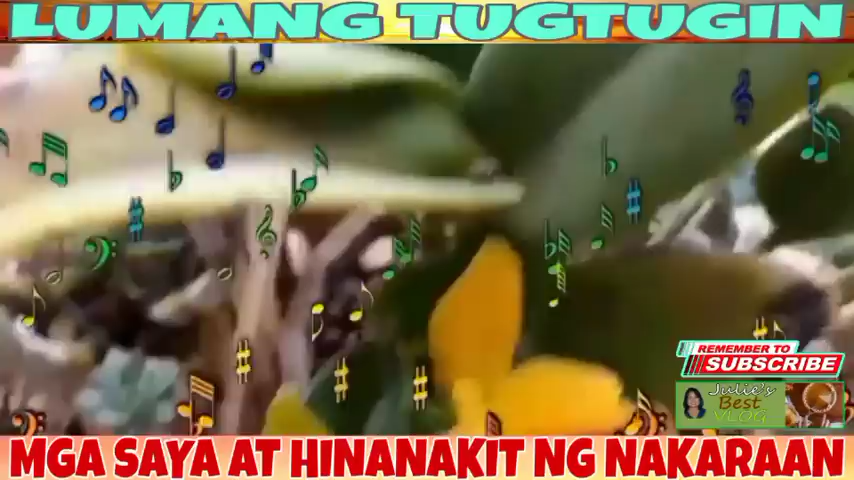 LUMANG TUGTUGIN
REMEMBER TO
SUBSCRIBE
Julie's
Best
VLOG
MGA SAYA AT HINANAKIT NG NAKARAAN